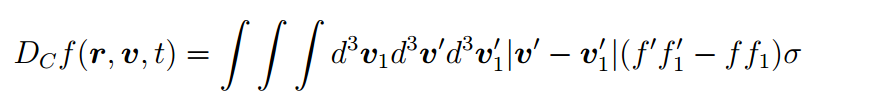 $D_C f(\boldsymbol{r}, \boldsymbol{v}, t) = \int \int \int d^3\boldsymbol{v}_1 d^3\boldsymbol{v}' d^3\boldsymbol{v}_1' |\boldsymbol{v}' - \boldsymbol{v}_1'| (f' f_1' - f f_1) \sigma$